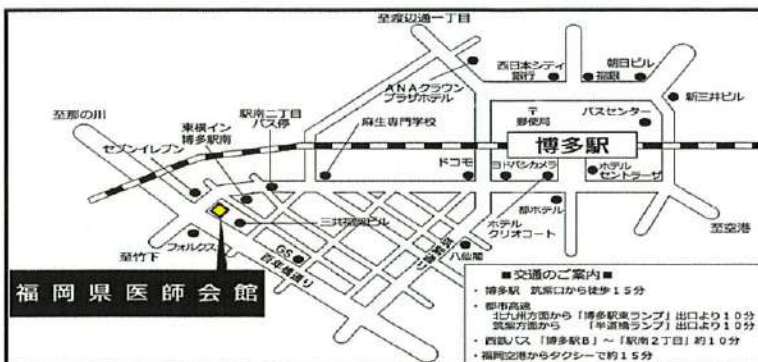 至渡辺通一丁目
西日本シティ
銀行
福銀
朝日ビル
ANAクラウン
プラザホテル
新三井ビル
至那の川
駅南二丁目
バス停
東横イン
博多駅南
麻生専門学校
〒
郵便局
バスセンター
セブンイレブン
博多駅
ドコモ
ヨドバシカメラ
ホテル
セントラーザ
三共福岡ビル
都ホテル
ホテル
クリオコート
至空港
フォルクス
GS
百年橋通り
八仙閣
至竹下
福岡県医師会館
■交通のご案内■
・博多駅 筑紫口から徒歩15分
・都市高速
北九州方面から「博多駅東ランプ」出口より10分
筑紫方面から 「半道橋ランプ」出口より10分
・西鉄バス「博多駅B」～「駅南2丁目」約10分
・福岡空港からタクシーで約15分